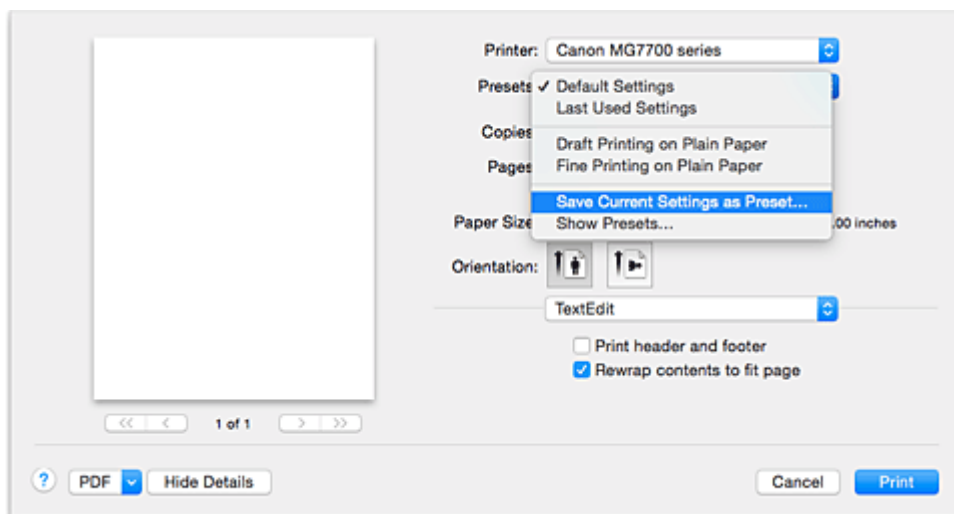 Printer: Canon MG7700 series
Presets ✓ Default Settings
Last Used Settings
Copies
Draft Printing on Plain Paper
Pages Fine Printing on Plain Paper
Save Current Settings as Preset...
Paper Size Show Presets... .00 inches
Orientation:
TextEdit
Print header and footer
Rewrap contents to fit page
<< < 1 of 1 > >>
? PDF Hide Details Cancel Print